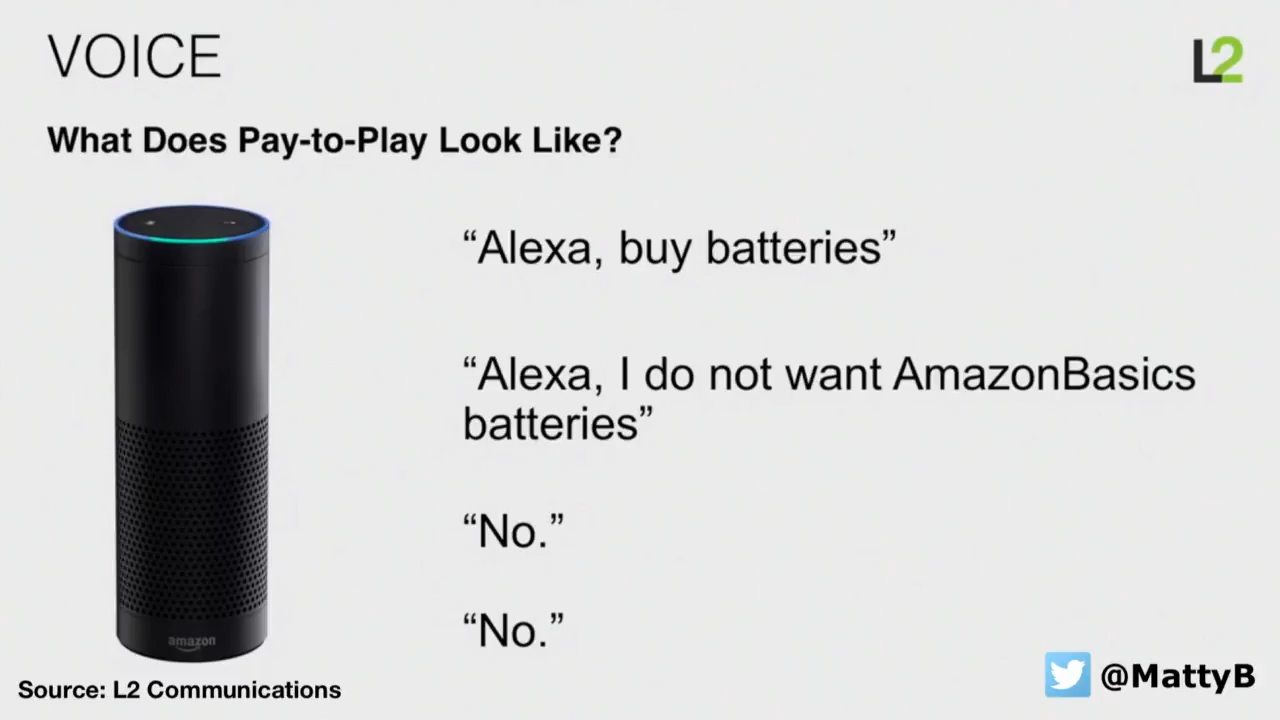 VOICE
L2
What Does Pay-to-Play Look Like?
“Alexa, buy batteries”
“Alexa, I do not want AmazonBasics
batteries”
“No.”
“No.”
amazon
Source: L2 Communications
@MattyB